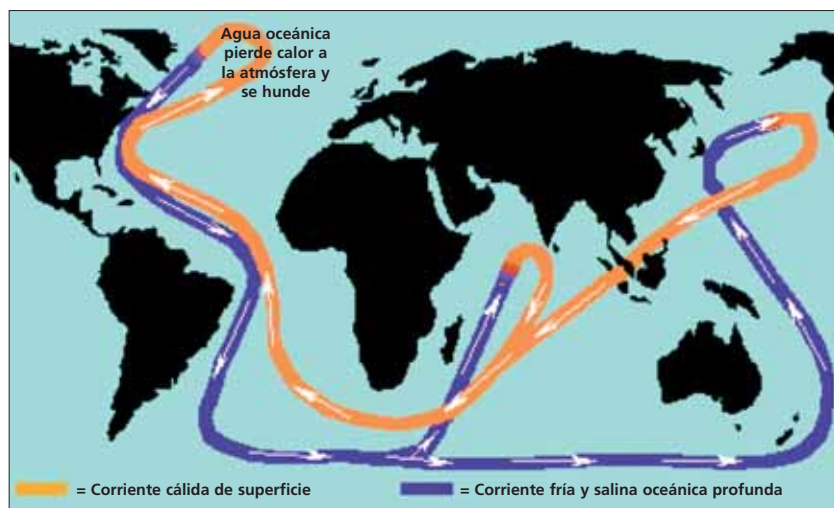 Agua oceánica
pierde calor a
la atmósfera y
se hunde
= Corriente cálida de superficie
= Corriente fría y salina oceánica profunda